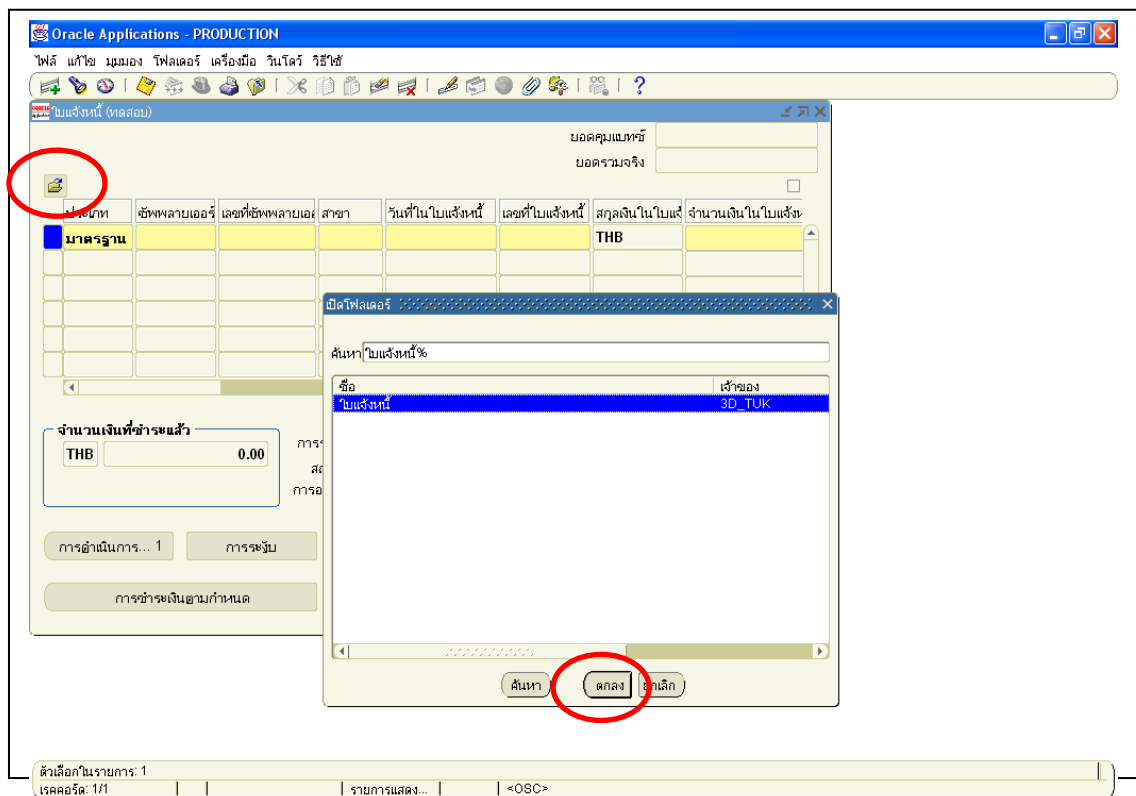 Oracle Applications - PRODUCTION
ไฟล์ แก้ไข มุมมอง โฟลเดอร์ เครื่องมือ วินโดว์ วิธีใช้
ใบแจ้งหนี้ (ทดสอบ)
ยอดคุมแบทช์
ยอดรวมจริง
ประเภท ซัพพลายเออร์ เลขที่ซัพพลายเออ สาขา วันที่ในใบแจ้งหนี้ เลขที่ใบแจ้งหนี้ สกุลเงินในใบแจ้ จำนวนเงินในใบแจ้งห
มาตรฐาน THB
เปิดโฟลเดอร์
ค้นหา ใบแจ้งหนี้%
ชื่อ เจ้าของ
ใบแจ้งหนี้ 3D_TUK
จำนวนเงินที่ชำระแล้ว
THB 0.00
การดำเนินการ... 1 การระงับ
การชำระเงินตามกำหนด
ค้นหา ตกลง ยกเลิก
ตัวเลือกในรายการ: 1
เรคคอร์ด: 1/1 รายการแสดง... <OSC>